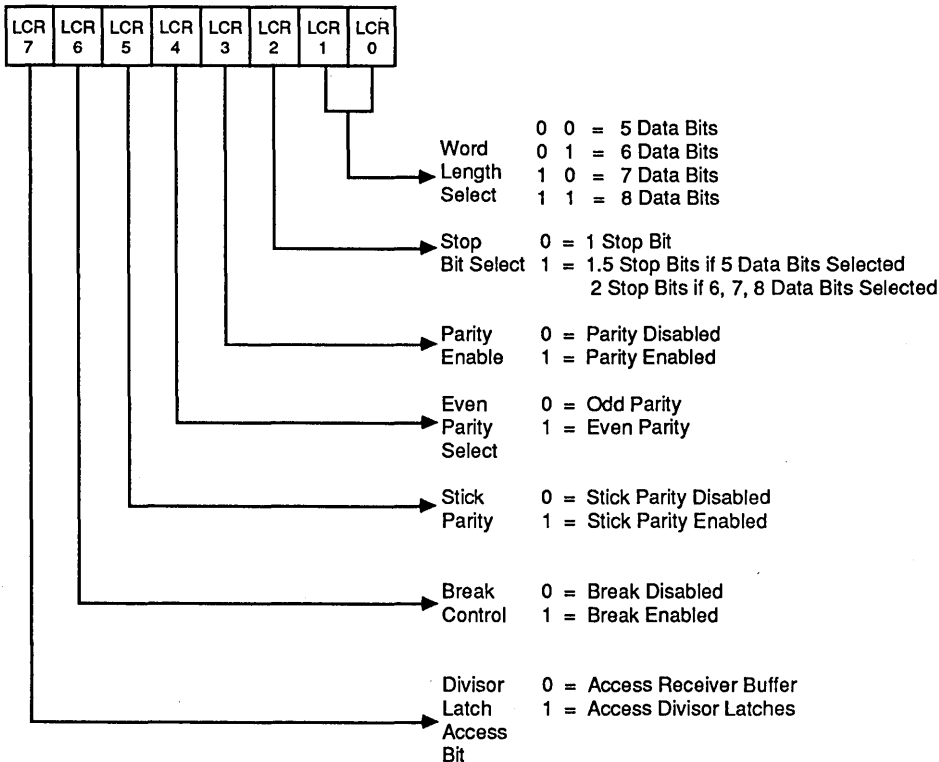 LCR LCR LCR LCR LCR LCR LCR LCR
7 6 5 4 3 2 1 0
0 0 = 5 Data Bits
Word 0 1 = 6 Data Bits
Length 1 0 = 7 Data Bits
Select 1 1 = 8 Data Bits
Stop 0 = 1 Stop Bit
Bit Select 1 = 1.5 Stop Bits if 5 Data Bits Selected
2 Stop Bits if 6, 7, 8 Data Bits Selected
Parity 0 = Parity Disabled
Enable 1 = Parity Enabled
Even 0 = Odd Parity
Parity 1 = Even Parity
Select
Stick 0 = Stick Parity Disabled
Parity 1 = Stick Parity Enabled
Break 0 = Break Disabled
Control 1 = Break Enabled
Divisor 0 = Access Receiver Buffer
Latch 1 = Access Divisor Latches
Access
Bit